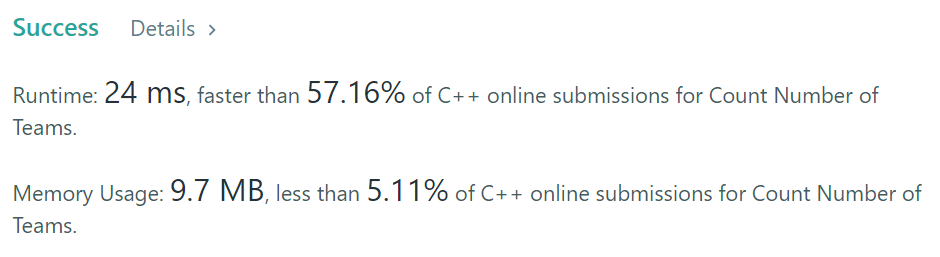 Success Details >
Runtime: 24 ms, faster than 57.16% of C++ online submissions for Count Number of
Teams.
Memory Usage: 9.7 MB, less than 5.11% of C++ online submissions for Count Number of
Teams.